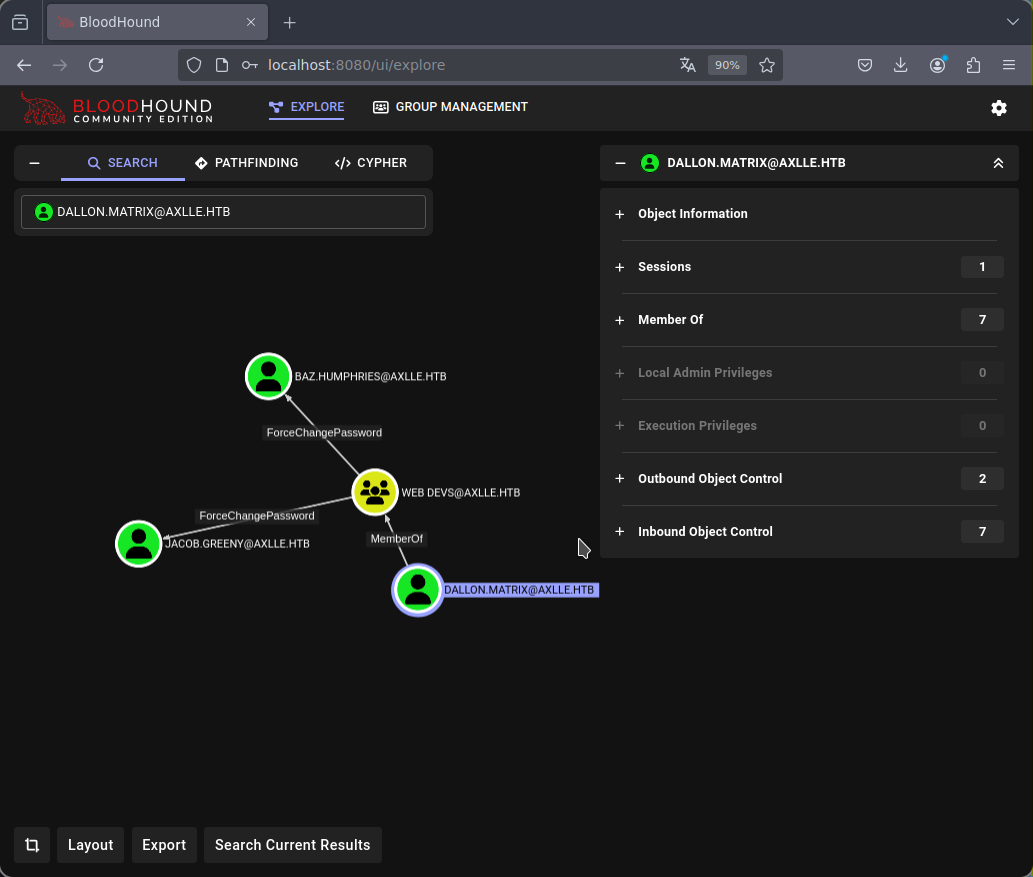 BloodHound
localhost:8080/ui/explore
90%
BLOODHOUND
COMMUNITY EDITION
EXPLORE
GROUP MANAGEMENT
SEARCH
PATHFINDING
</> CYPHER
DALLON.MATRIX@AXLLE.HTB
DALLON.MATRIX@AXLLE.HTB
Object Information
Sessions 1
Member Of 7
Local Admin Privileges 0
Execution Privileges 0
Outbound Object Control 2
Inbound Object Control 7
BAZ.HUMPHRIES@AXLLE.HTB
ForceChangePassword
WEB DEVS@AXLLE.HTB
ForceChangePassword
JACOB.GREENY@AXLLE.HTB
MemberOf
DALLON.MATRIX@AXLLE.HTB
Layout
Export
Search Current Results